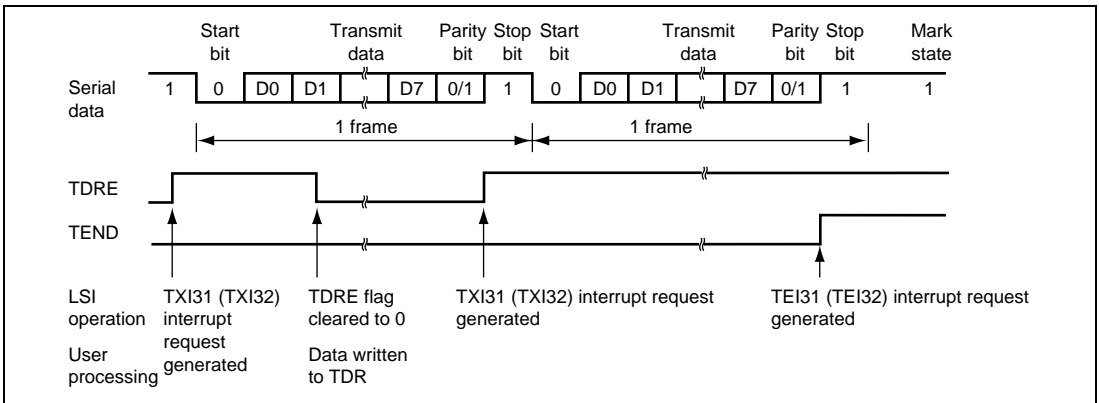 Start Transmit Parity Stop Start Transmit Parity Stop Mark
bit data bit bit bit data bit bit state
Serial 1 0 D0 D1 D7 0/1 1 0 D0 D1 D7 0/1 1 1
data
1 frame 1 frame
TDRE
TEND
LSI TXI31 (TXI32) TDRE flag TXI31 (TXI32) interrupt request TEI31 (TEI32) interrupt request
operation interrupt cleared to 0 generated generated
request
User generated Data written
processing to TDR